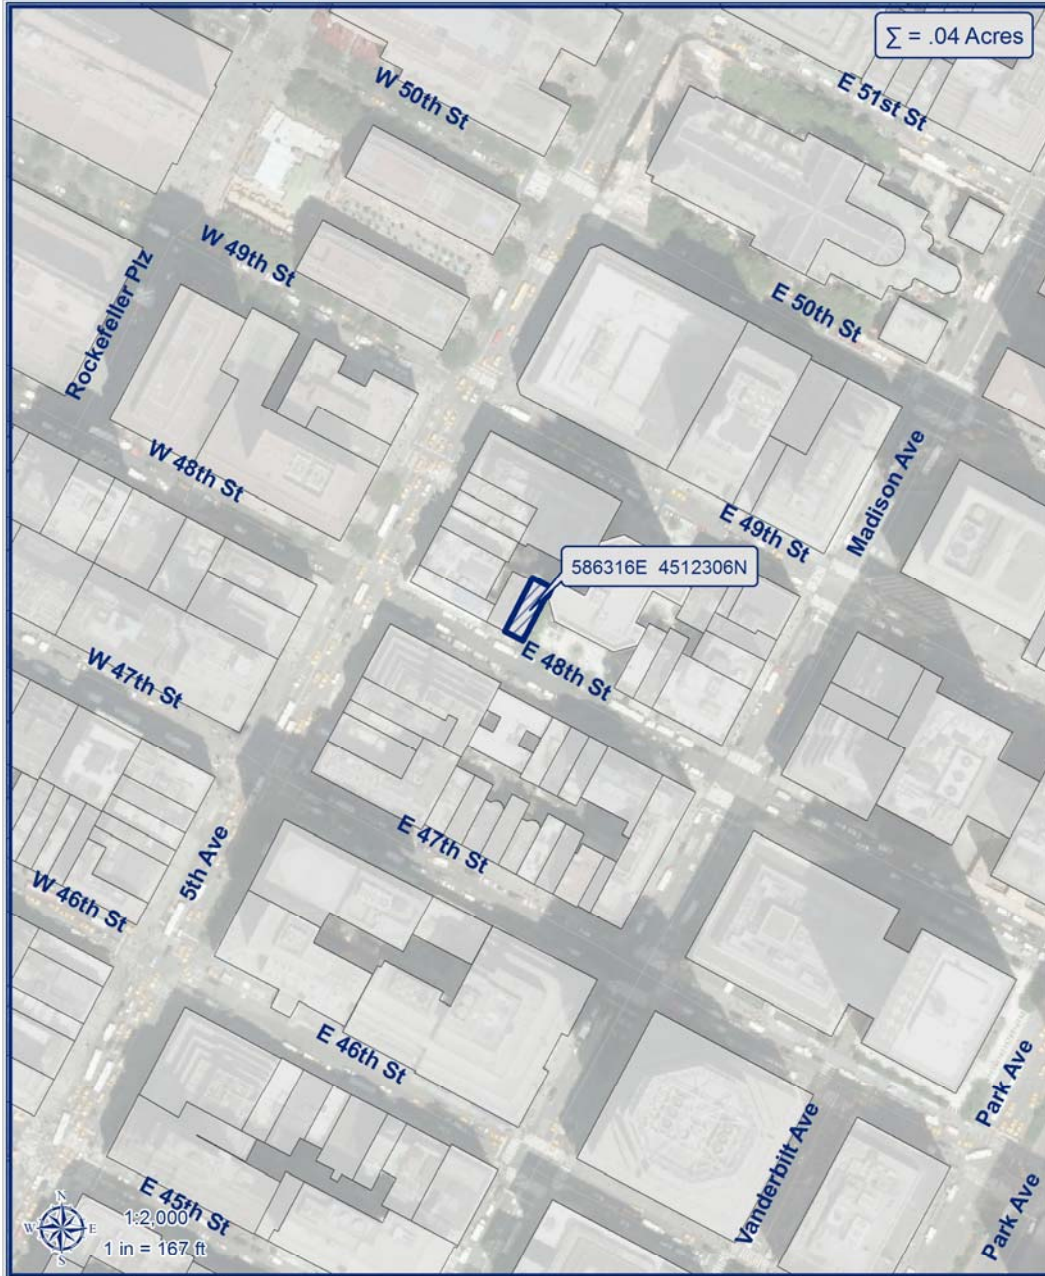 ∑ = .04 Acres
W 50th St
E 51st St
W 49th St
Rockefeller Plz
E 50th St
W 48th St
Madison Ave
E 49th St
586316E 4512306N
E 48th St
W 47th St
E 47th St
5th Ave
W 46th St
E 46th St
Park Ave
Vanderbilt Ave
E 45th St
Park Ave
N
W E
S
1:2,000
1 in = 167 ft